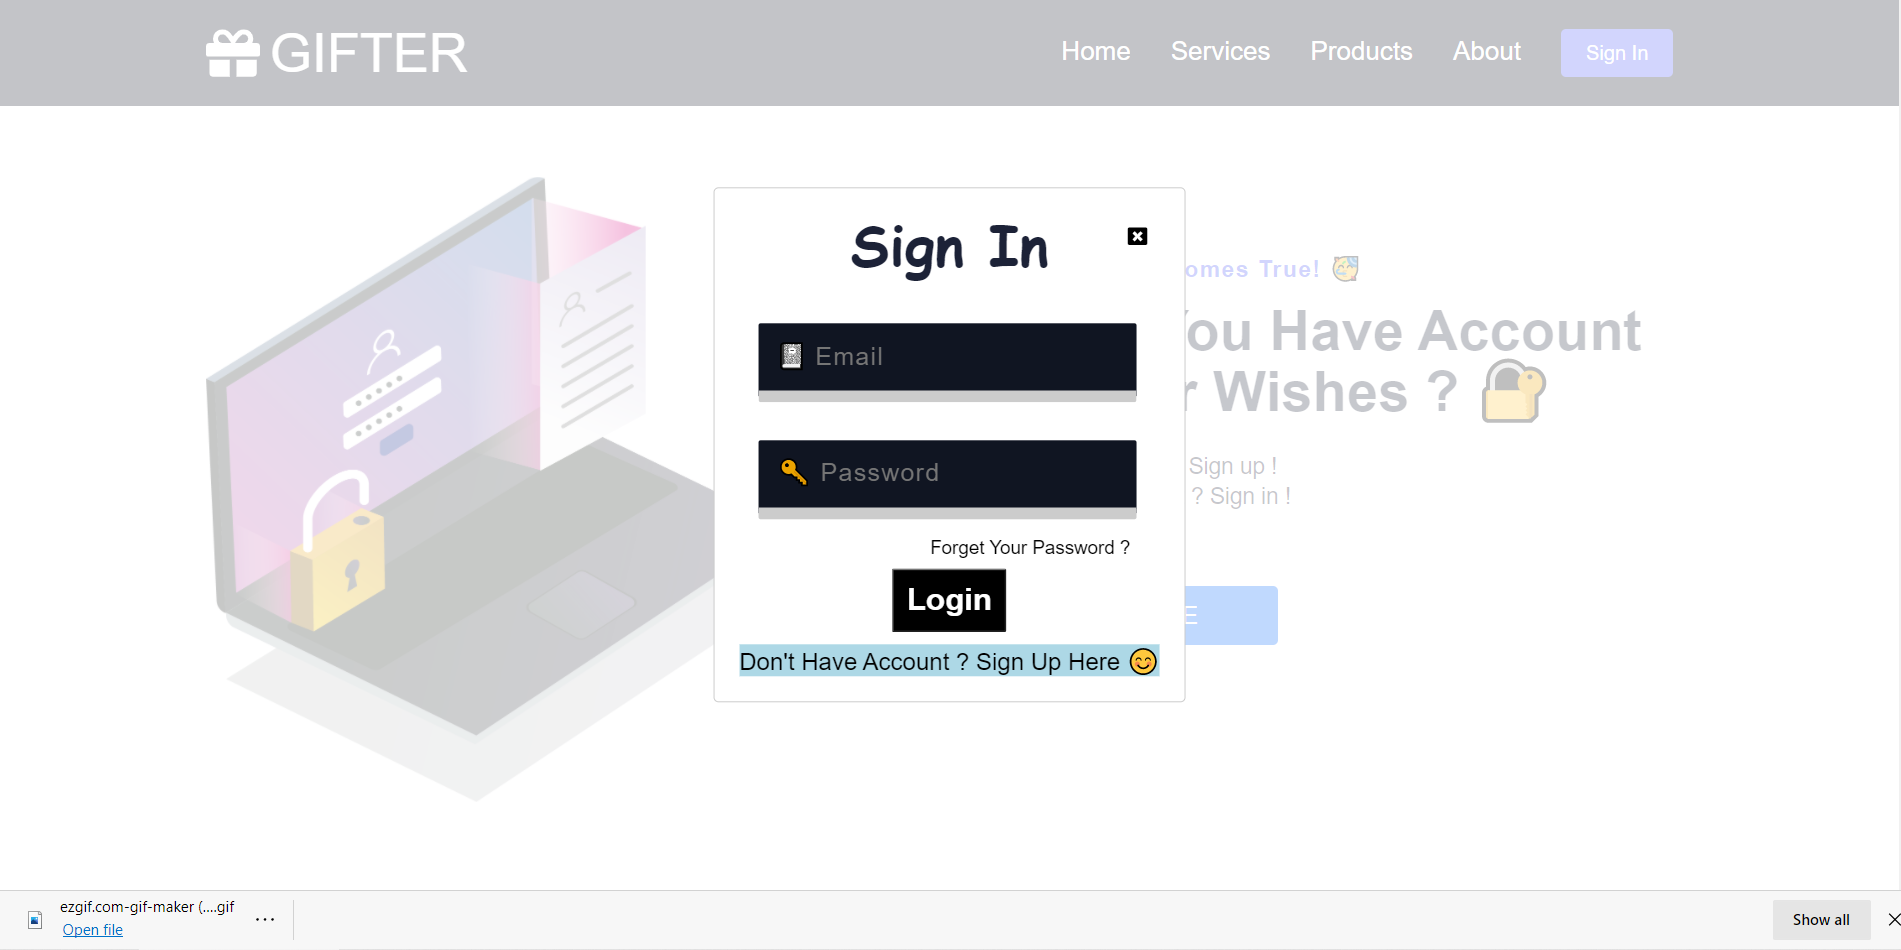 GIFTER
Home Services Products About Sign In
Sign In
omes True! 🥳
You Have Account
r Wishes ? 🔐
📓 Email
🔑 Password
Sign up !
? Sign in !
Forget Your Password ?
Login
E
Don't Have Account ? Sign Up Here 😊
ezgif.com-gif-maker (....gif
Open file
Show all